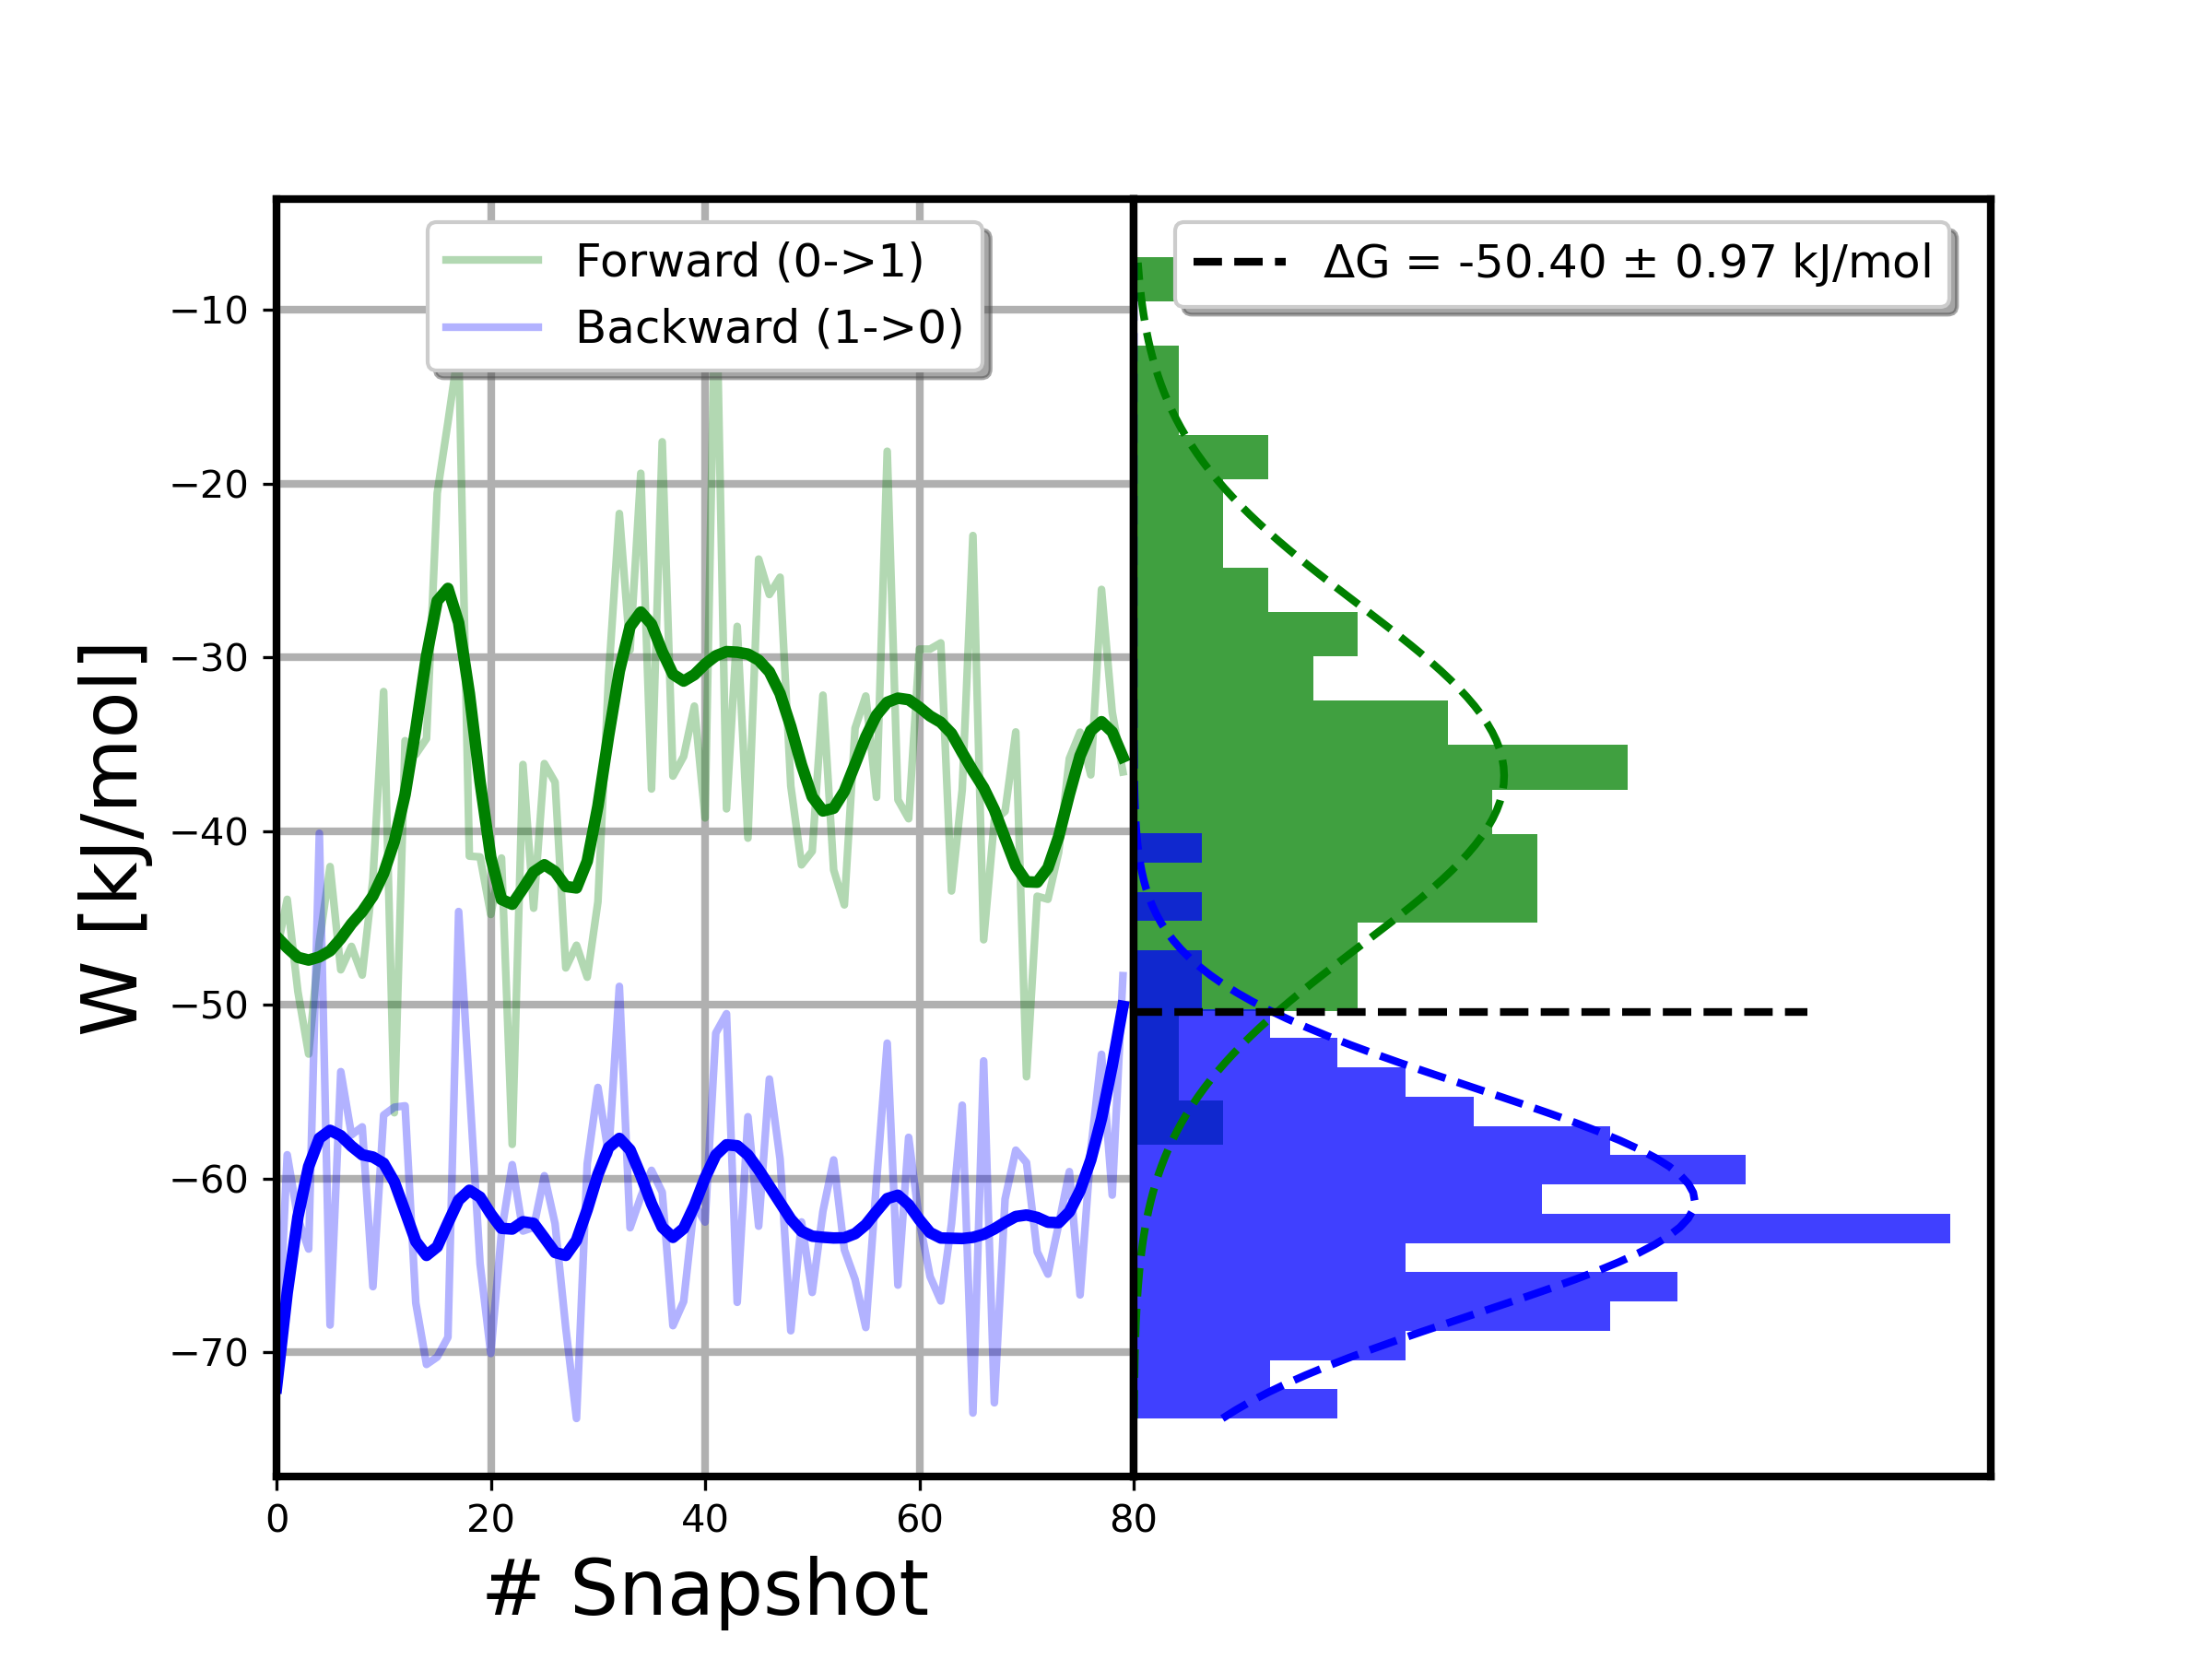 Forward (0->1)
Backward (1->0)
ΔG = -50.40 ± 0.97 kJ/mol
W [kJ/mol]
−10
−20
−30
−40
−50
−60
−70
0 20 40 60 80
# Snapshot